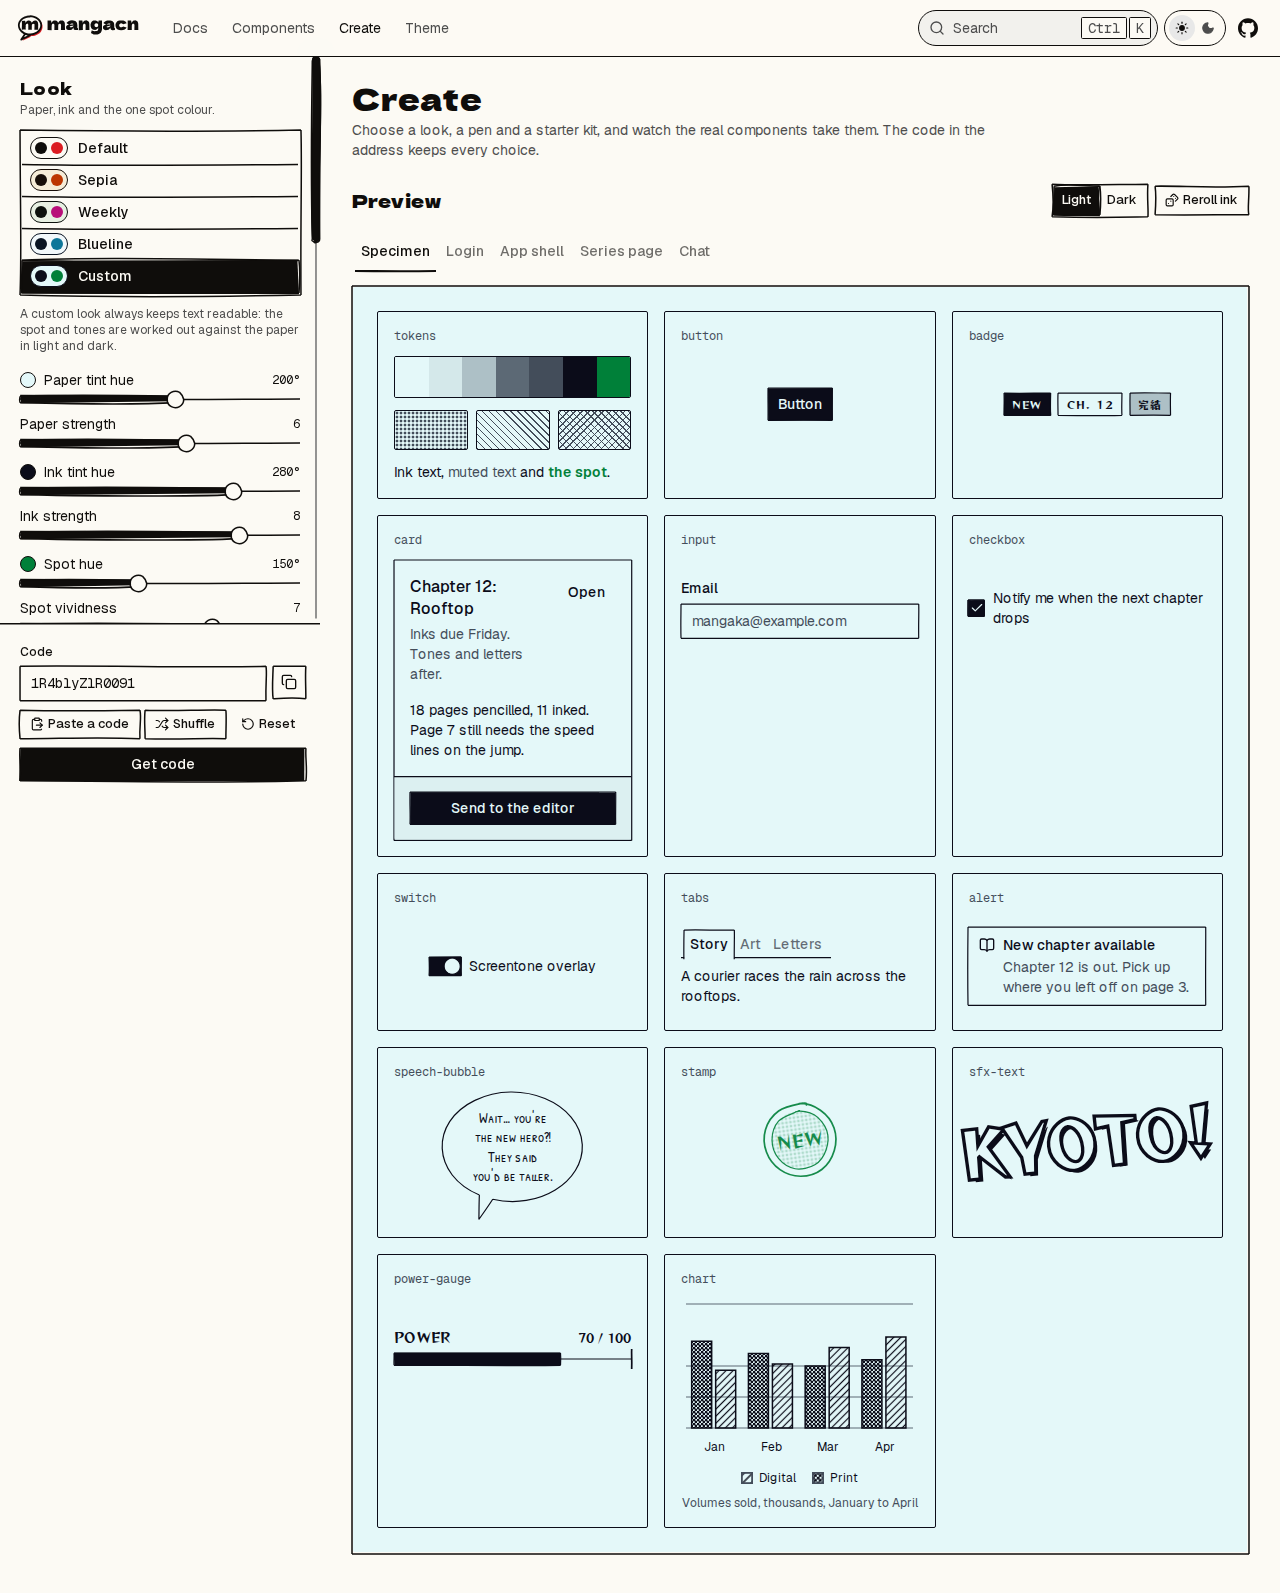 mangacn
Docs
Components
Create
Theme
Search
Ctrl K
Look
Paper, ink and the one spot colour.
Default
Sepia
Weekly
Blueline
Custom
A custom look always keeps text readable: the
spot and tones are worked out against the paper
in light and dark.
Paper tint hue 200°
Paper strength 6
Ink tint hue 280°
Ink strength 8
Spot hue 150°
Spot vividness 7
Code
1R4blyZlR0091
Paste a code
Shuffle
Reset
Get code
Create
Choose a look, a pen and a starter kit, and watch the real components take them. The code in the
address keeps every choice.
Preview
Light
Dark
Reroll ink
Specimen
Login
App shell
Series page
Chat
tokens
Ink text, muted text and the spot.
button
Button
badge
NEW
CH. 12
完結
card
Chapter 12:
Rooftop
Open
Inks due Friday.
Tones and letters
after.
18 pages pencilled, 11 inked.
Page 7 still needs the speed
lines on the jump.
Send to the editor
input
Email
mangaka@example.com
checkbox
Notify me when the next chapter
drops
switch
Screentone overlay
tabs
Story
Art
Letters
A courier races the rain across the
rooftops.
alert
New chapter available
Chapter 12 is out. Pick up
where you left off on page 3.
speech-bubble
Wait... you're
the new hero?!
They said
you'd be taller.
stamp
NEW
sfx-text
KYOTO!
power-gauge
POWER
70 / 100
chart
Jan
Feb
Mar
Apr
Digital
Print
Volumes sold, thousands, January to April